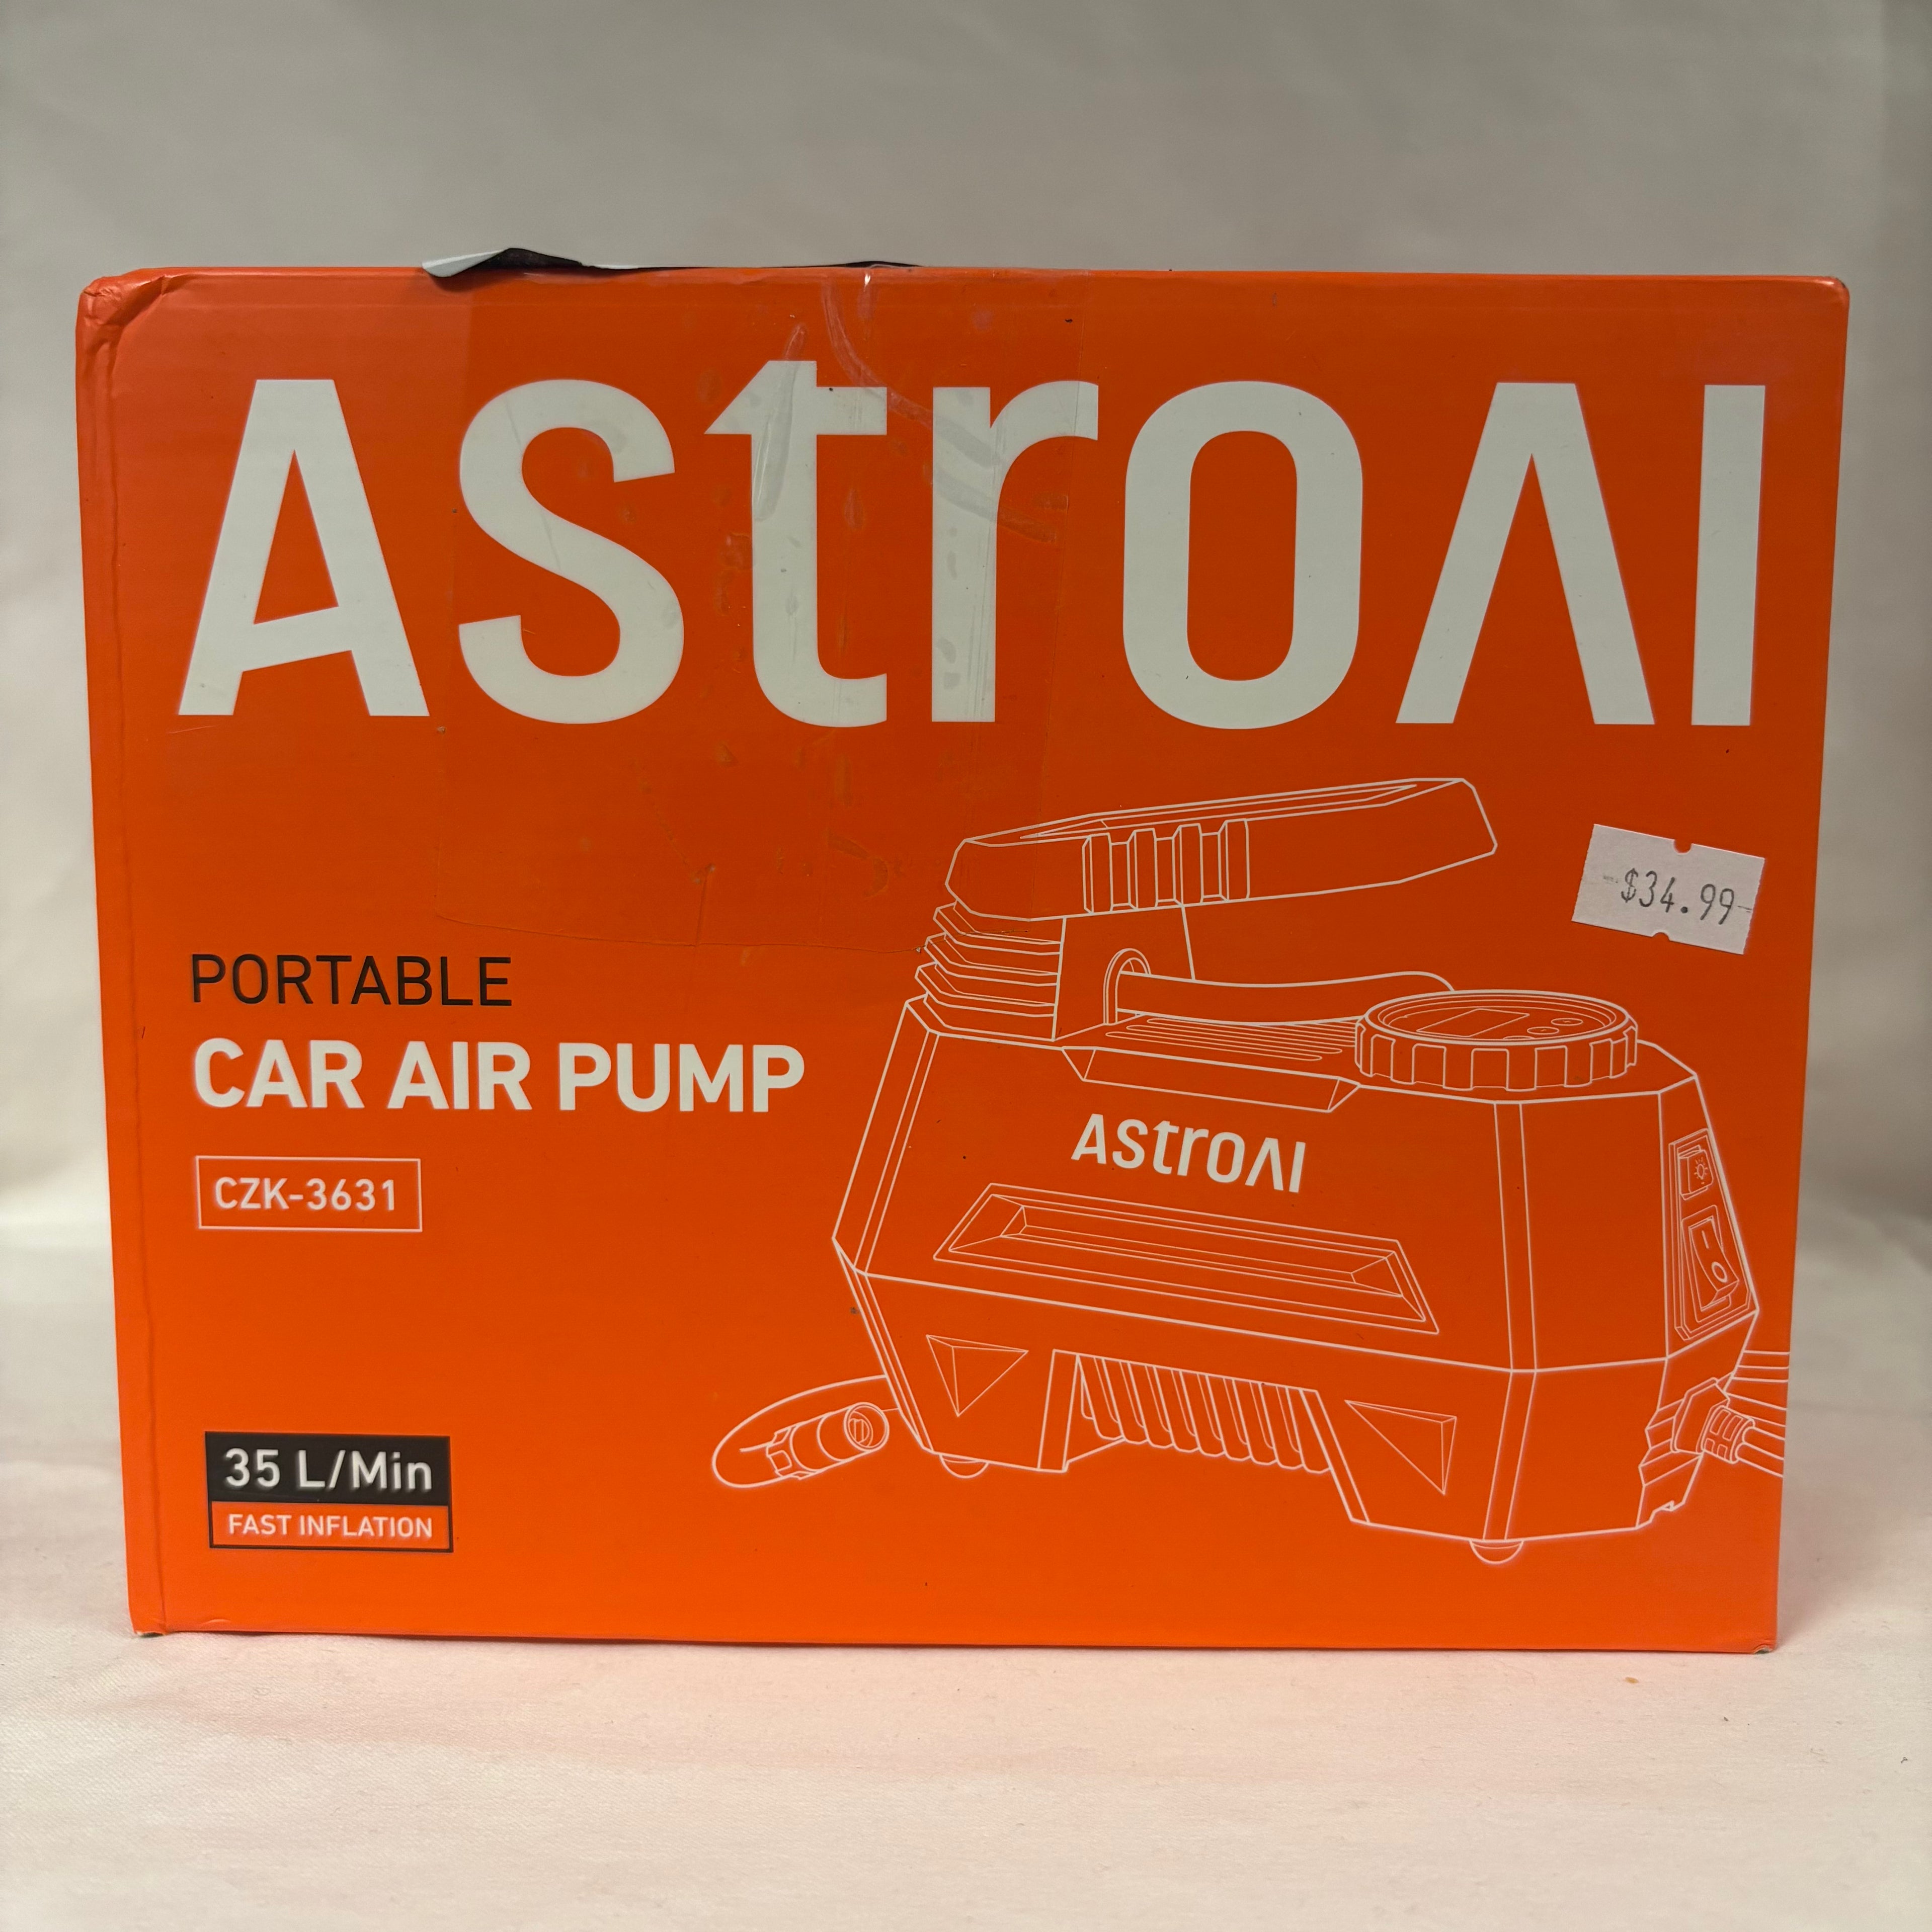 AstroAI
$34.99
PORTABLE
CAR AIR PUMP
CZK-3631
AstroAI
35 L/Min
FAST INFLATION